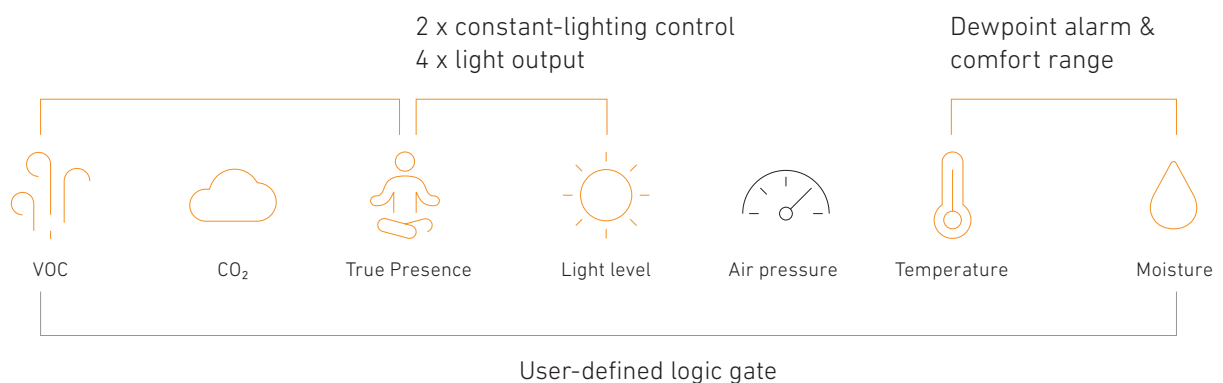 2 x constant-lighting control
4 x light output
Dewpoint alarm &
comfort range
VOC
CO₂
True Presence
Light level
Air pressure
Temperature
Moisture
User-defined logic gate